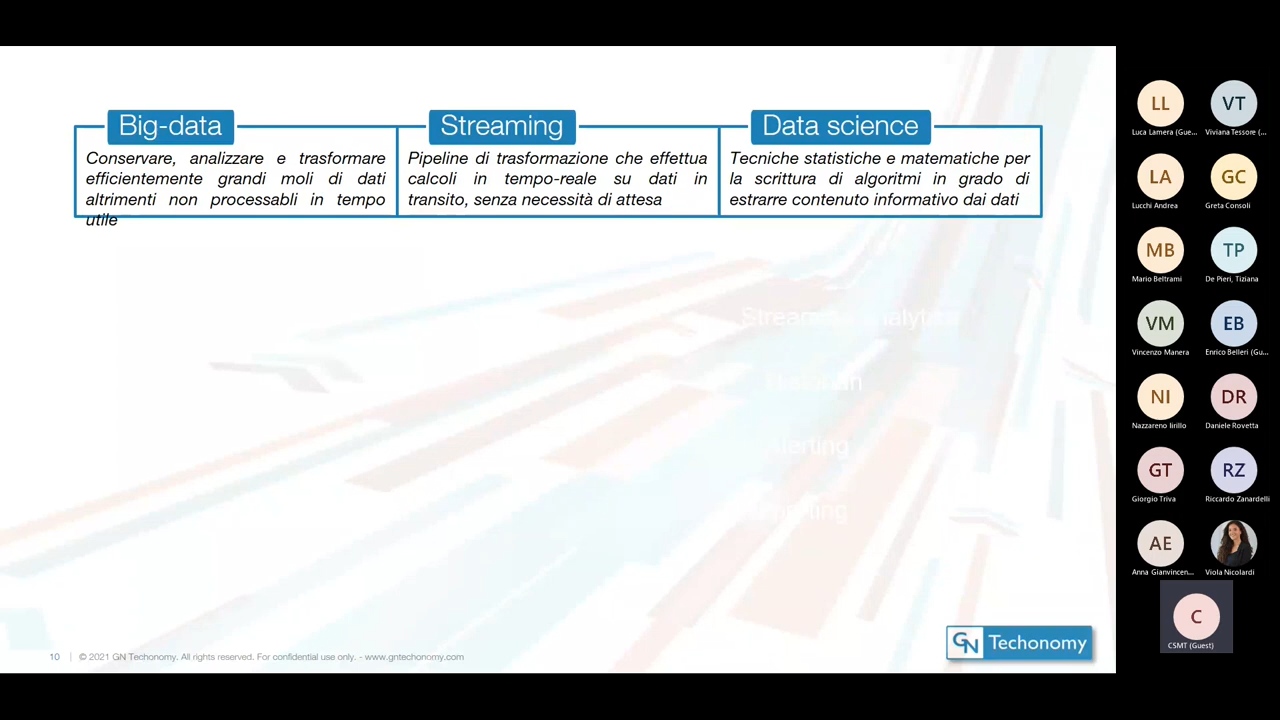 Big-data
Conservare, analizzare e trasformare
efficientemente grandi moli di dati
altrimenti non processabli in tempo
utile
Streaming
Pipeline di trasformazione che effettua
calcoli in tempo-reale su dati in
transito, senza necessità di attesa
Data science
Tecniche statistiche e matematiche per
la scrittura di algoritmi in grado di
estrarre contenuto informativo dai dati
10 | © 2021 GN Techonomy. All rights reserved. For confidential use only. - www.gntechonomy.com
GN Techonomy
LL
Luca Lamera (Gue...
VT
Viviana Tessore (...
LA
Lucchi Andrea
GC
Greta Consoli
MB
Mario Beltrami
TP
De Pieri, Tiziana
VM
Vincenzo Manera
EB
Enrico Belleri (Gu...
NI
Nazzareno Iirillo
DR
Daniele Rovetta
GT
Giorgio Triva
RZ
Riccardo Zanardelli
AE
Anna Gianvincen...
Viola Nicolardi
C
CSMT (Guest)